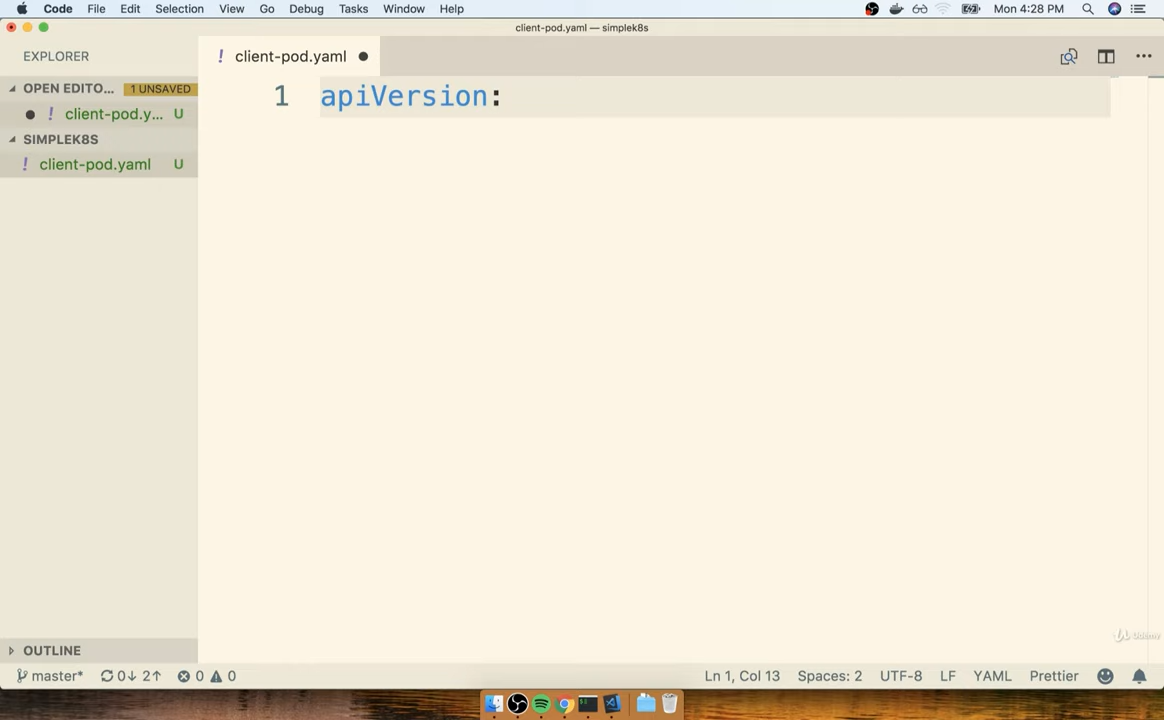 Code File Edit Selection View Go Debug Tasks Window Help Mon 4:28 PM
client-pod.yaml — simplek8s
EXPLORER
! client-pod.yaml
OPEN EDITO... 1 UNSAVED
! client-pod.y... U
SIMPLEK8S
! client-pod.yaml U
1 apiVersion:
OUTLINE
Udemy
master* 0↓ 2↑ 0 0 Ln 1, Col 13 Spaces: 2 UTF-8 LF YAML Prettier